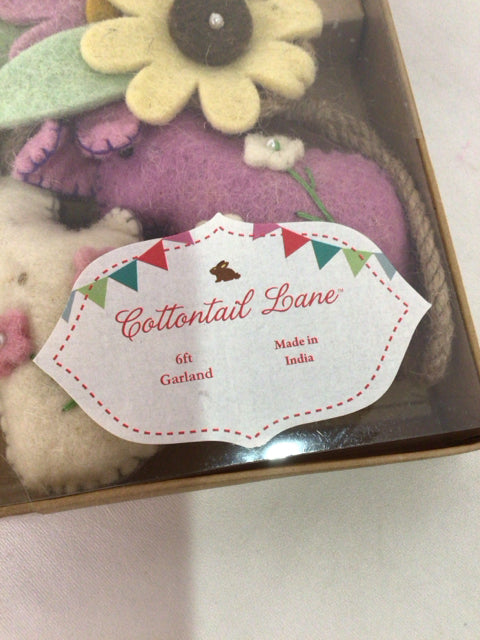 Cottontail Lane™
6ft
Garland
Made in
India